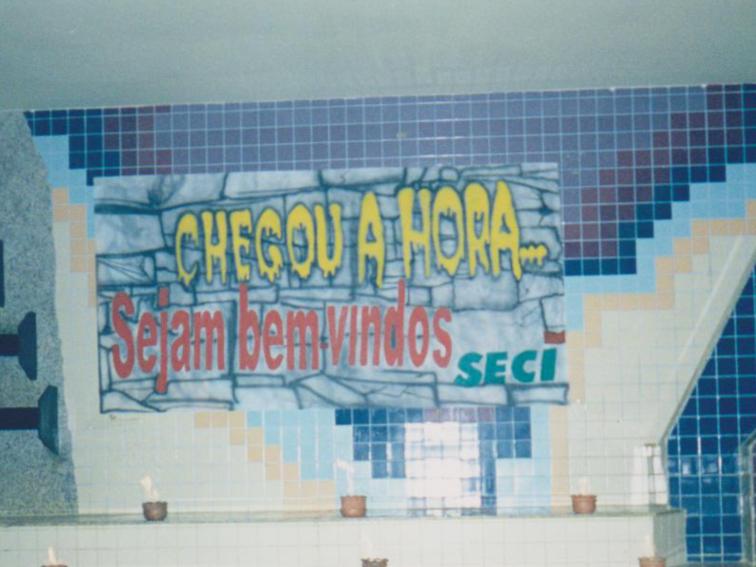 CHEGOU A HORA...
Sejam bem vindos
SECI